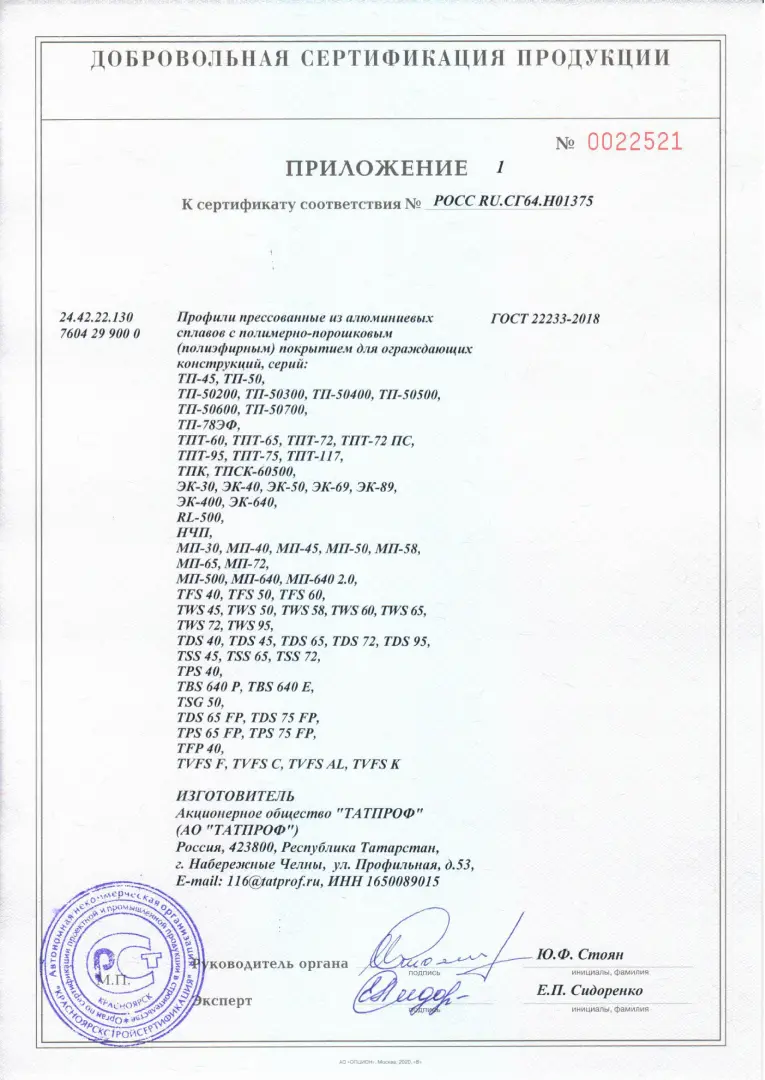 ДОБРОВОЛЬНАЯ СЕРТИФИКАЦИЯ ПРОДУКЦИИ
№ 0022521
ПРИЛОЖЕНИЕ 1
К сертификату соответствия № РОСС RU.СГ64.Н01375
24.42.22.130 Профили прессованные из алюминиевых ГОСТ 22233-2018
7604 29 900 0 сплавов с полимерно-порошковым
(полиэфирным) покрытием для ограждающих
конструкций, серий:
ТП-45, ТП-50,
ТП-50200, ТП-50300, ТП-50400, ТП-50500,
ТП-50600, ТП-50700,
ТП-78ЭФ,
ТПТ-60, ТПТ-65, ТПТ-72, ТПТ-72 ПС,
ТПТ-95, ТПТ-75, ТПТ-117,
ТПК, ТПСК-60500,
ЭК-30, ЭК-40, ЭК-50, ЭК-69, ЭК-89,
ЭК-400, ЭК-640,
RL-500,
НЧП,
МП-30, МП-40, МП-45, МП-50, МП-58,
МП-65, МП-72,
МП-500, МП-640, МП-640 2.0,
TFS 40, TFS 50, TFS 60,
TWS 45, TWS 50, TWS 58, TWS 60, TWS 65,
TWS 72, TWS 95,
TDS 40, TDS 45, TDS 65, TDS 72, TDS 95,
TSS 45, TSS 65, TSS 72,
TPS 40,
TBS 640 P, TBS 640 E,
TSG 50,
TDS 65 FP, TDS 75 FP,
TPS 65 FP, TPS 75 FP,
TFP 40,
TVFS F, TVFS C, TVFS AL, TVFS K
ИЗГОТОВИТЕЛЬ
Акционерное общество "ТАТПРОФ"
(АО "ТАТПРОФ")
Россия, 423800, Республика Татарстан,
г. Набережные Челны, ул. Профильная, д.53,
E-mail: 116@tatprof.ru, ИНН 1650089015
Автономная некоммерческая организация
"КРАСНОЯРСКСТРОЙСЕРТИФИКАЦИЯ"
Орган по сертификации проектной и промышленной продукции в строительстве
КРАСНОЯРСК
М.П.
Руководитель органа Ю.Ф. Стоян
подпись инициалы, фамилия
Эксперт Е.П. Сидоренко
подпись инициалы, фамилия
АО «ОПЦИОН», Москва, 2020, «В»